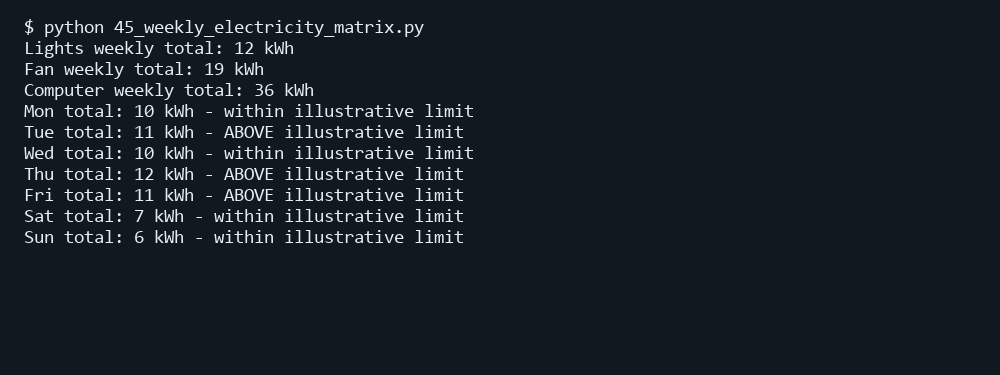 $ python 45_weekly_electricity_matrix.py
Lights weekly total: 12 kWh
Fan weekly total: 19 kWh
Computer weekly total: 36 kWh
Mon total: 10 kWh - within illustrative limit
Tue total: 11 kWh - ABOVE illustrative limit
Wed total: 10 kWh - within illustrative limit
Thu total: 12 kWh - ABOVE illustrative limit
Fri total: 11 kWh - ABOVE illustrative limit
Sat total: 7 kWh - within illustrative limit
Sun total: 6 kWh - within illustrative limit